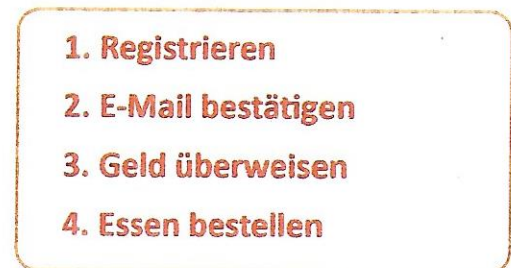 1. Registrieren
2. E-Mail bestätigen
3. Geld überweisen
4. Essen bestellen